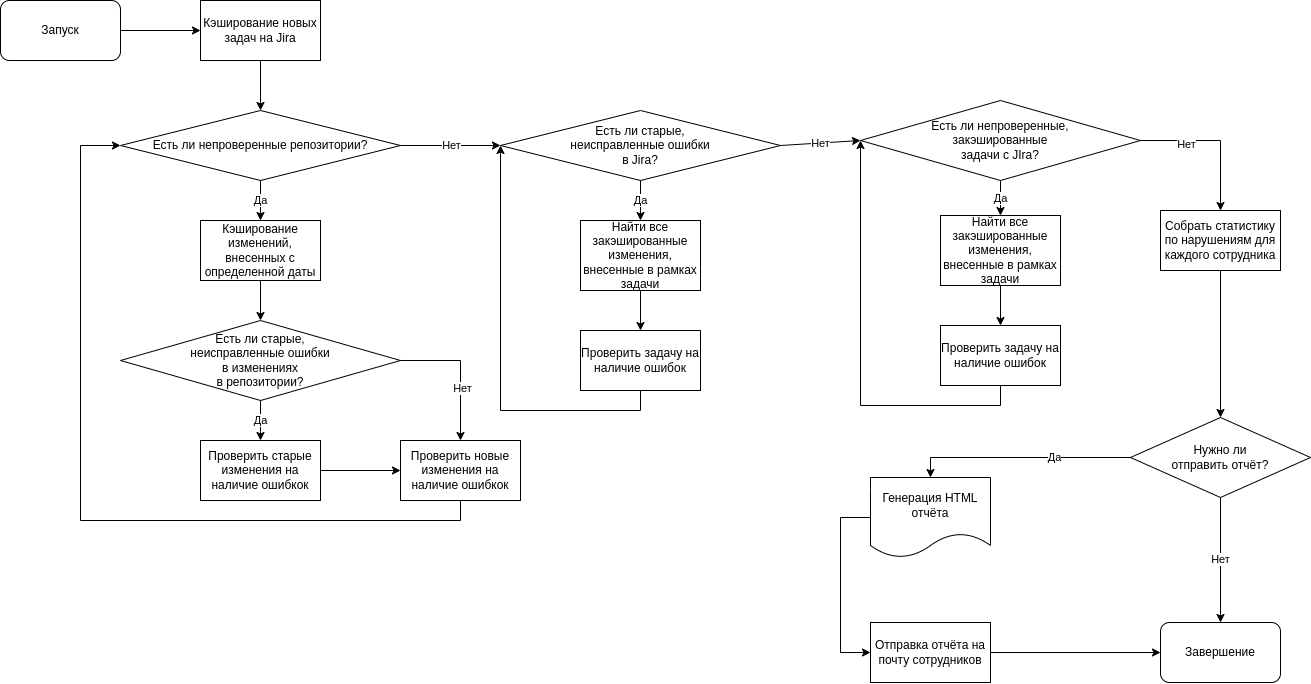 Запуск
Кэширование новых
задач на Jira
Есть ли непроверенные репозитории?
Нет
Есть ли старые,
неисправленные ошибки
в Jira?
Нет
Есть ли непроверенные,
закэшированные
задачи с JIra?
Нет
Да
Кэширование
изменений,
внесенных с
определенной даты
Да
Найти все
закэшированные
изменения,
внесенные в рамках
задачи
Да
Найти все
закэшированные
изменения,
внесенные в рамках
задачи
Собрать статистику
по нарушениям для
каждого сотрудника
Есть ли старые,
неисправленные ошибки
в изменениях
в репозитории?
Нет
Проверить задачу на
наличие ошибок
Проверить задачу на
наличие ошибок
Да
Проверить старые
изменения на
наличие ошибкок
Проверить новые
изменения на
наличие ошибкок
Нужно ли
отправить отчёт?
Да
Генерация HTML
отчёта
Нет
Отправка отчёта на
почту сотрудников
Завершение